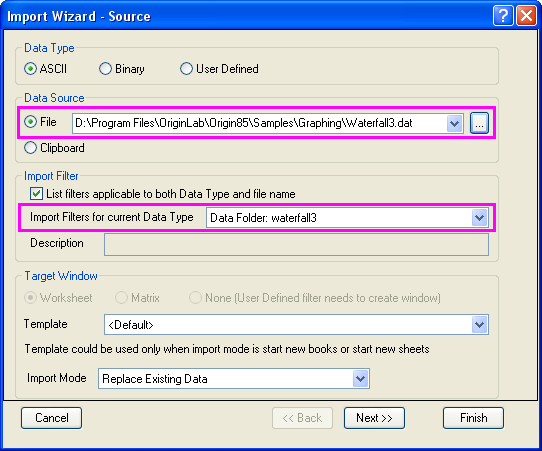 Import Wizard - Source
Data Type
ASCII Binary User Defined
Data Source
File D:\Program Files\OriginLab\Origin85\Samples\Graphing\Waterfall3.dat ...
Clipboard
Import Filter
List filters applicable to both Data Type and file name
Import Filters for current Data Type Data Folder: waterfall3
Description
Target Window
Worksheet Matrix None (User Defined filter needs to create window)
Template <Default>
Template could be used only when import mode is start new books or start new sheets
Import Mode Replace Existing Data
Cancel << Back Next >> Finish